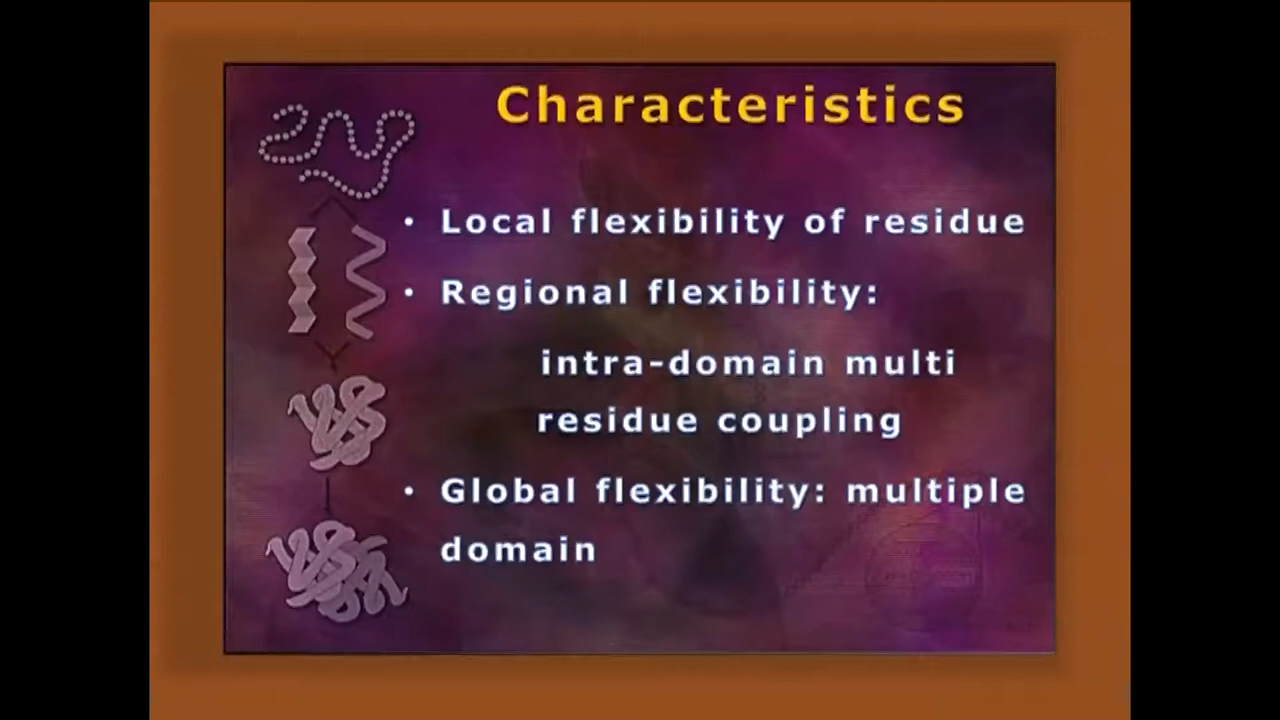 Characteristics
• Local flexibility of residue
• Regional flexibility:
intra-domain multi
residue coupling
• Global flexibility: multiple
domain